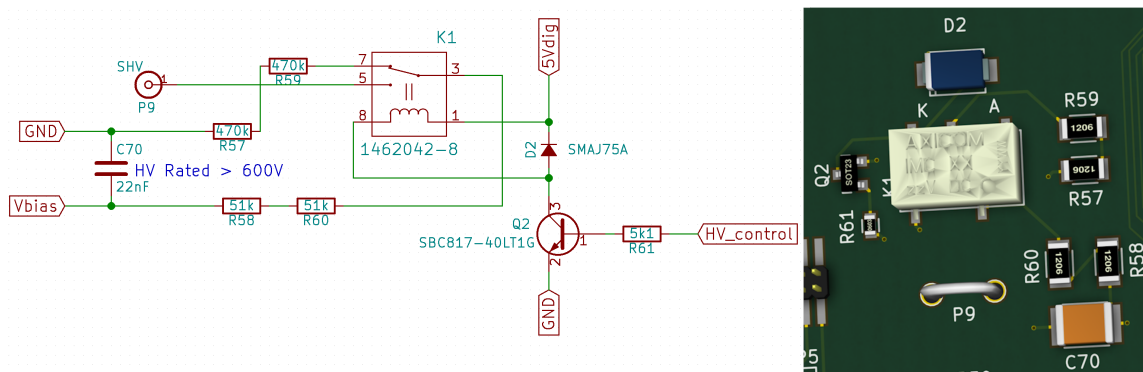 K1
5Vdig
SHV
1
P9
470k
R59
7
5
3
8
1
GND
470k
R57
1462042-8
C70
HV Rated > 600V
22nF
D2
SMAJ75A
Vbias
51k
R58
51k
R60
Q2
SBC817-40LT1G
3
1
2
5k1
R61
HV_control
GND
D2
K
A
R59
1206
Q2
SOT23
K1
1206
R57
R61
R60
1206
1206
R58
P9
P5
C70